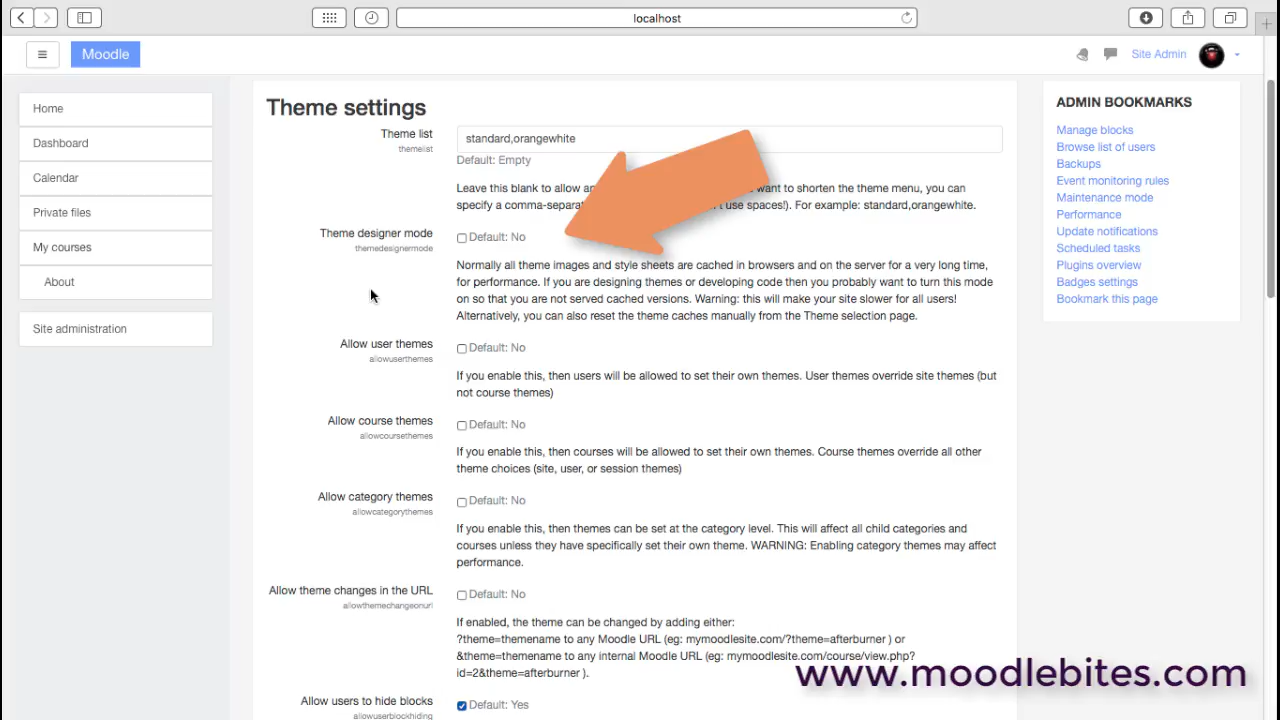 localhost
Moodle
Site Admin
Home
Dashboard
Calendar
Private files
My courses
About
Site administration
Theme settings
Theme list
themelist
standard,orangewhite
Default: Empty
Leave this blank to allow
want to shorten the theme menu, you can
specify a comma-separat
t use spaces!). For example: standard,orangewhite.
Theme designer mode
themedesignermode
Default: No
Normally all theme images and style sheets are cached in browsers and on the server for a very long time,
for performance. If you are designing themes or developing code then you probably want to turn this mode
on so that you are not served cached versions. Warning: this will make your site slower for all users!
Alternatively, you can also reset the theme caches manually from the Theme selection page.
Allow user themes
allowuserthemes
Default: No
If you enable this, then users will be allowed to set their own themes. User themes override site themes (but
not course themes)
Allow course themes
allowcoursethemes
Default: No
If you enable this, then courses will be allowed to set their own themes. Course themes override all other
theme choices (site, user, or session themes)
Allow category themes
allowcategorythemes
Default: No
If you enable this, then themes can be set at the category level. This will affect all child categories and
courses unless they have specifically set their own theme. WARNING: Enabling category themes may affect
performance.
Allow theme changes in the URL
allowthemechangeonurl
Default: No
If enabled, the theme can be changed by adding either:
?theme=themename to any Moodle URL (eg: mymoodlesite.com/?theme=afterburner ) or
&theme=themename to any internal Moodle URL (eg: mymoodlesite.com/course/view.php?
id=2&theme=afterburner ).
Allow users to hide blocks
allowuserblockhiding
Default: Yes
ADMIN BOOKMARKS
Manage blocks
Browse list of users
Backups
Event monitoring rules
Maintenance mode
Performance
Update notifications
Scheduled tasks
Plugins overview
Badges settings
Bookmark this page
www.moodlebites.com